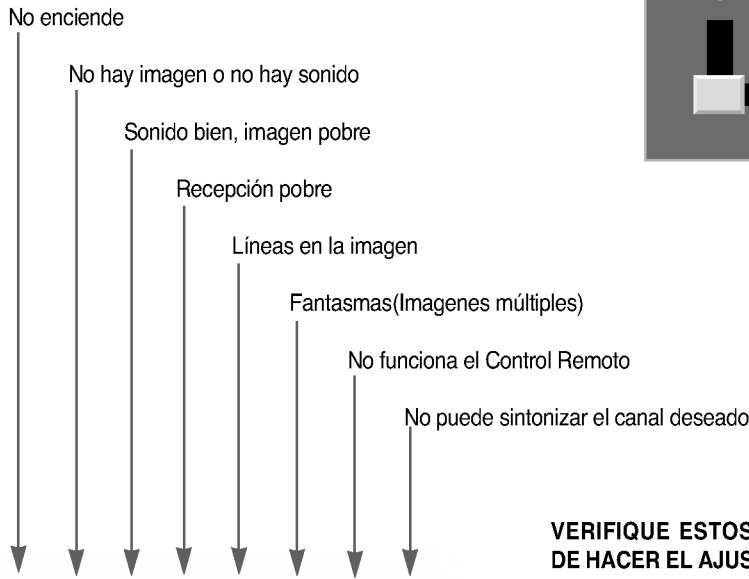 No enciende
No hay imagen o no hay sonido
Sonido bien, imagen pobre
Recepción pobre
Líneas en la imagen
Fantasmas(Imagenes múltiples)
No funciona el Control Remoto
No puede sintonizar el canal deseado
VERIFIQUE ESTOS
DE HACER EL AJUS